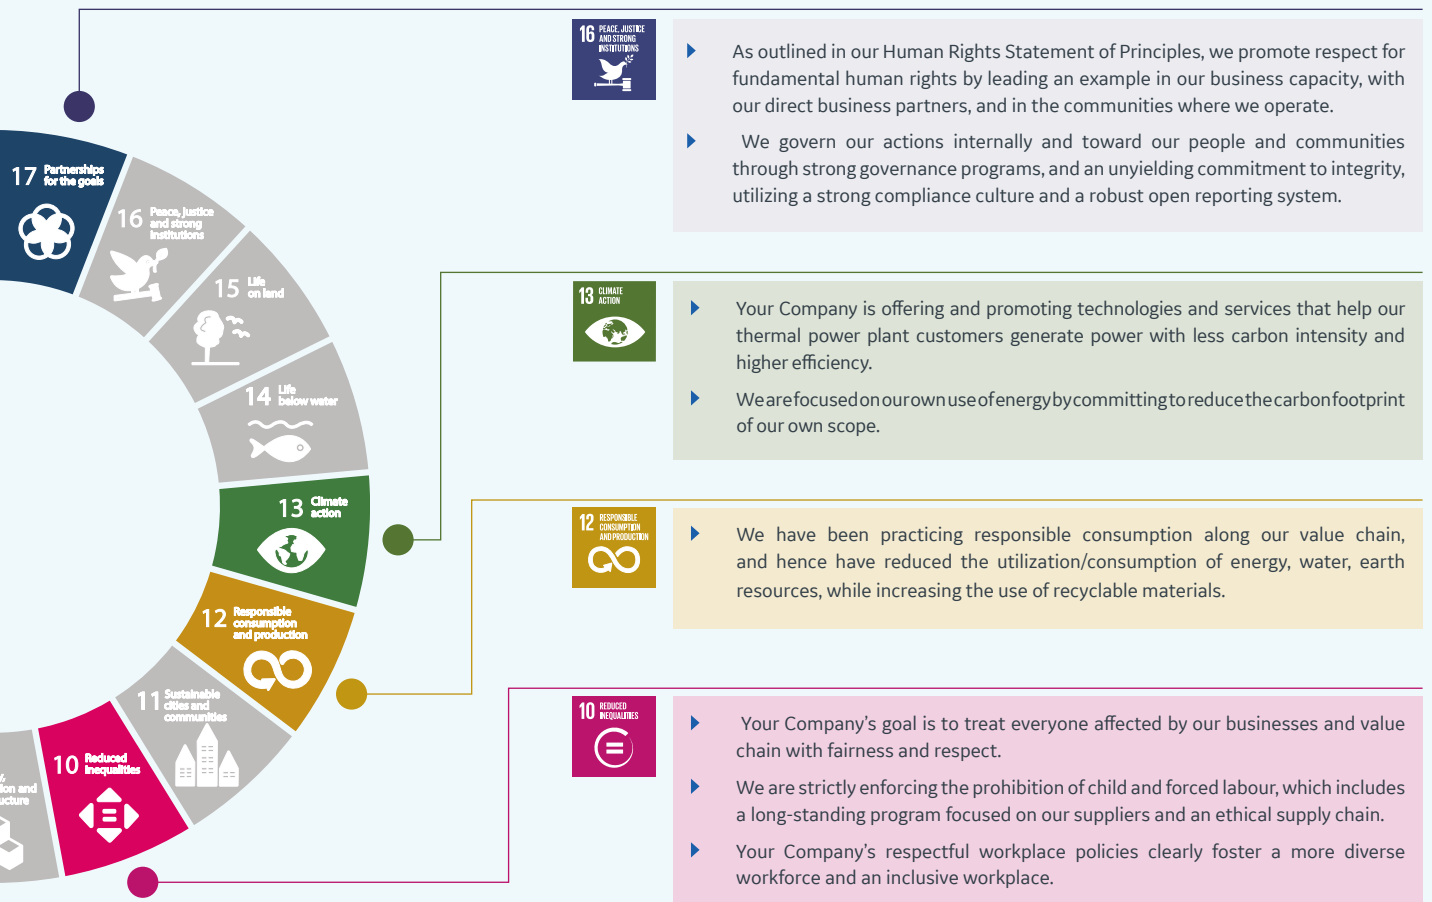 16 PEACE, JUSTICE
AND STRONG
INSTITUTIONS
As outlined in our Human Rights Statement of Principles, we promote respect for
fundamental human rights by leading an example in our business capacity, with
our direct business partners, and in the communities where we operate.
We govern our actions internally and toward our people and communities
through strong governance programs, and an unyielding commitment to integrity,
utilizing a strong compliance culture and a robust open reporting system.
17 Partnerships
for the goals
16 Peace, justice
and strong
institutions
15 Life
on land
14 Life
below water
13 Climate
action
12 Responsible
consumption
and production
11 Sustainable
cities and
communities
10 Reduced
inequalities
13 CLIMATE
ACTION
Your Company is offering and promoting technologies and services that help our
thermal power plant customers generate power with less carbon intensity and
higher efficiency.
We are focused on our own use of energy by committing to reduce the carbon footprint
of our own scope.
12 RESPONSIBLE
CONSUMPTION
AND PRODUCTION
We have been practicing responsible consumption along our value chain,
and hence have reduced the utilization/consumption of energy, water, earth
resources, while increasing the use of recyclable materials.
10 REDUCED
INEQUALITIES
Your Company's goal is to treat everyone affected by our businesses and value
chain with fairness and respect.
We are strictly enforcing the prohibition of child and forced labour, which includes
a long-standing program focused on our suppliers and an ethical supply chain.
Your Company's respectful workplace policies clearly foster a more diverse
workforce and an inclusive workplace.